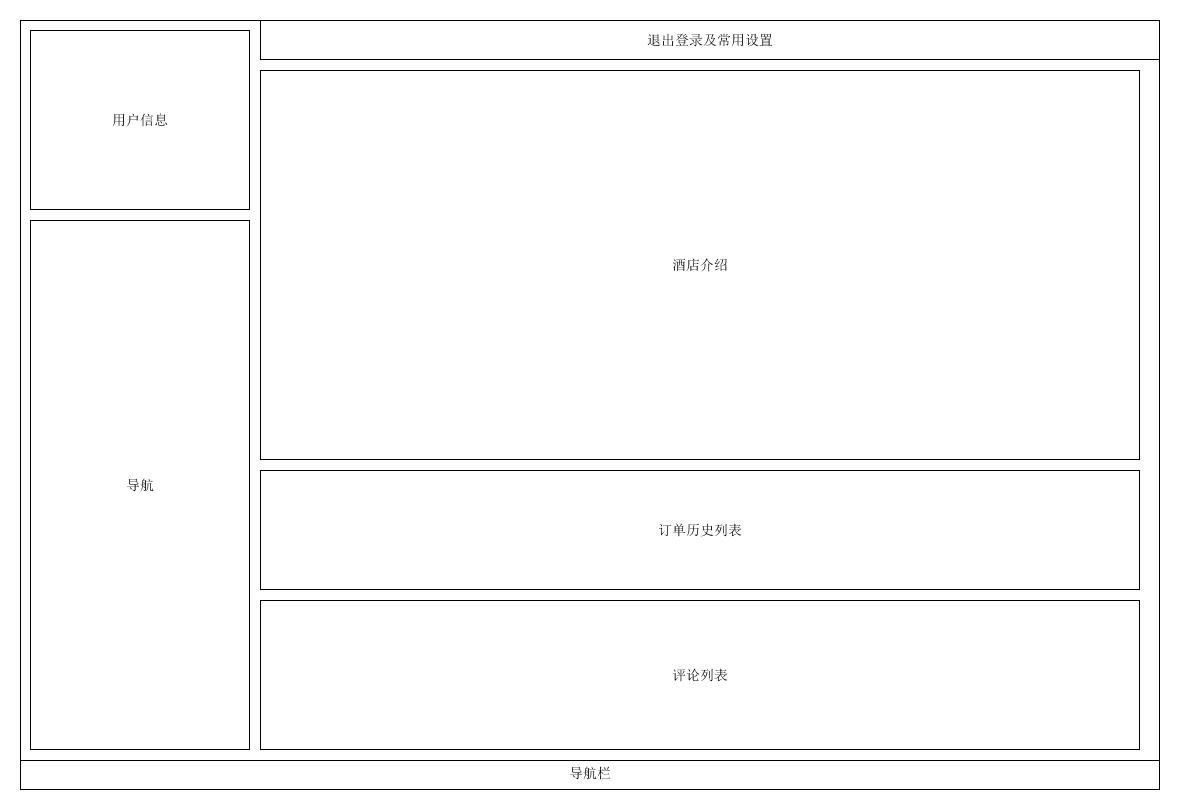 退出登录及常用设置
用户信息
酒店介绍
导航
订单历史列表
评论列表
导航栏